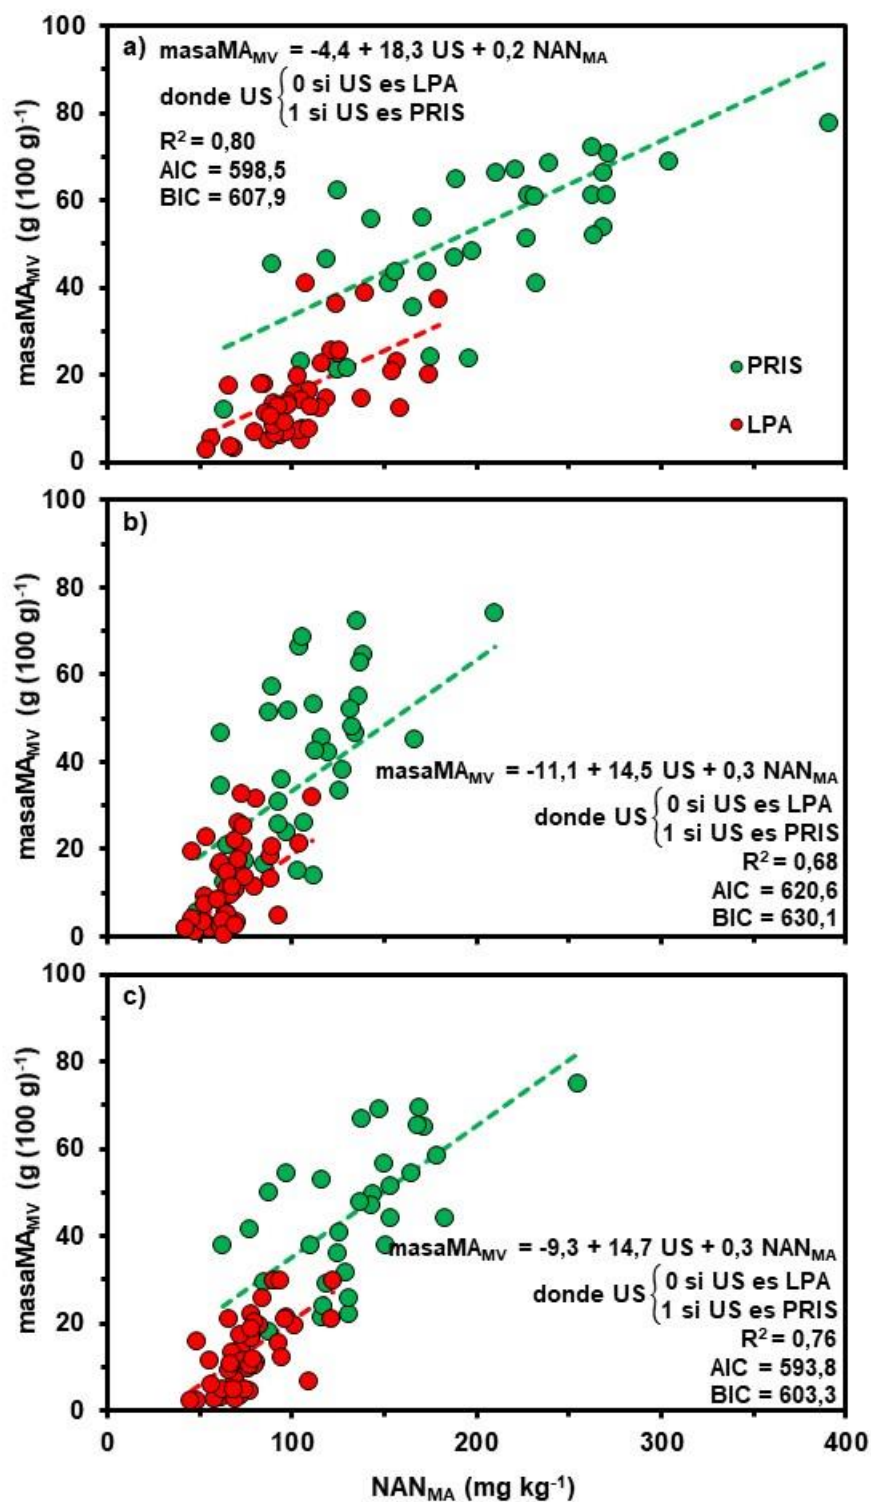 100
80
60
40
20
0
masaMA_MV (g (100 g)⁻¹)
a) masaMA_MV = -4,4 + 18,3 US + 0,2 NAN_MA
donde US { 0 si US es LPA
1 si US es PRIS
R² = 0,80
AIC = 598,5
BIC = 607,9
PRIS
LPA
100
80
60
40
20
0
masaMA_MV (g (100 g)⁻¹)
b)
masaMA_MV = -11,1 + 14,5 US + 0,3 NAN_MA
donde US { 0 si US es LPA
1 si US es PRIS
R² = 0,68
AIC = 620,6
BIC = 630,1
100
80
60
40
20
0
masaMA_MV (g (100 g)⁻¹)
c)
masaMA_MV = -9,3 + 14,7 US + 0,3 NAN_MA
donde US { 0 si US es LPA
1 si US es PRIS
R² = 0,76
AIC = 593,8
BIC = 603,3
0 100 200 300 400
NAN_MA (mg kg⁻¹)